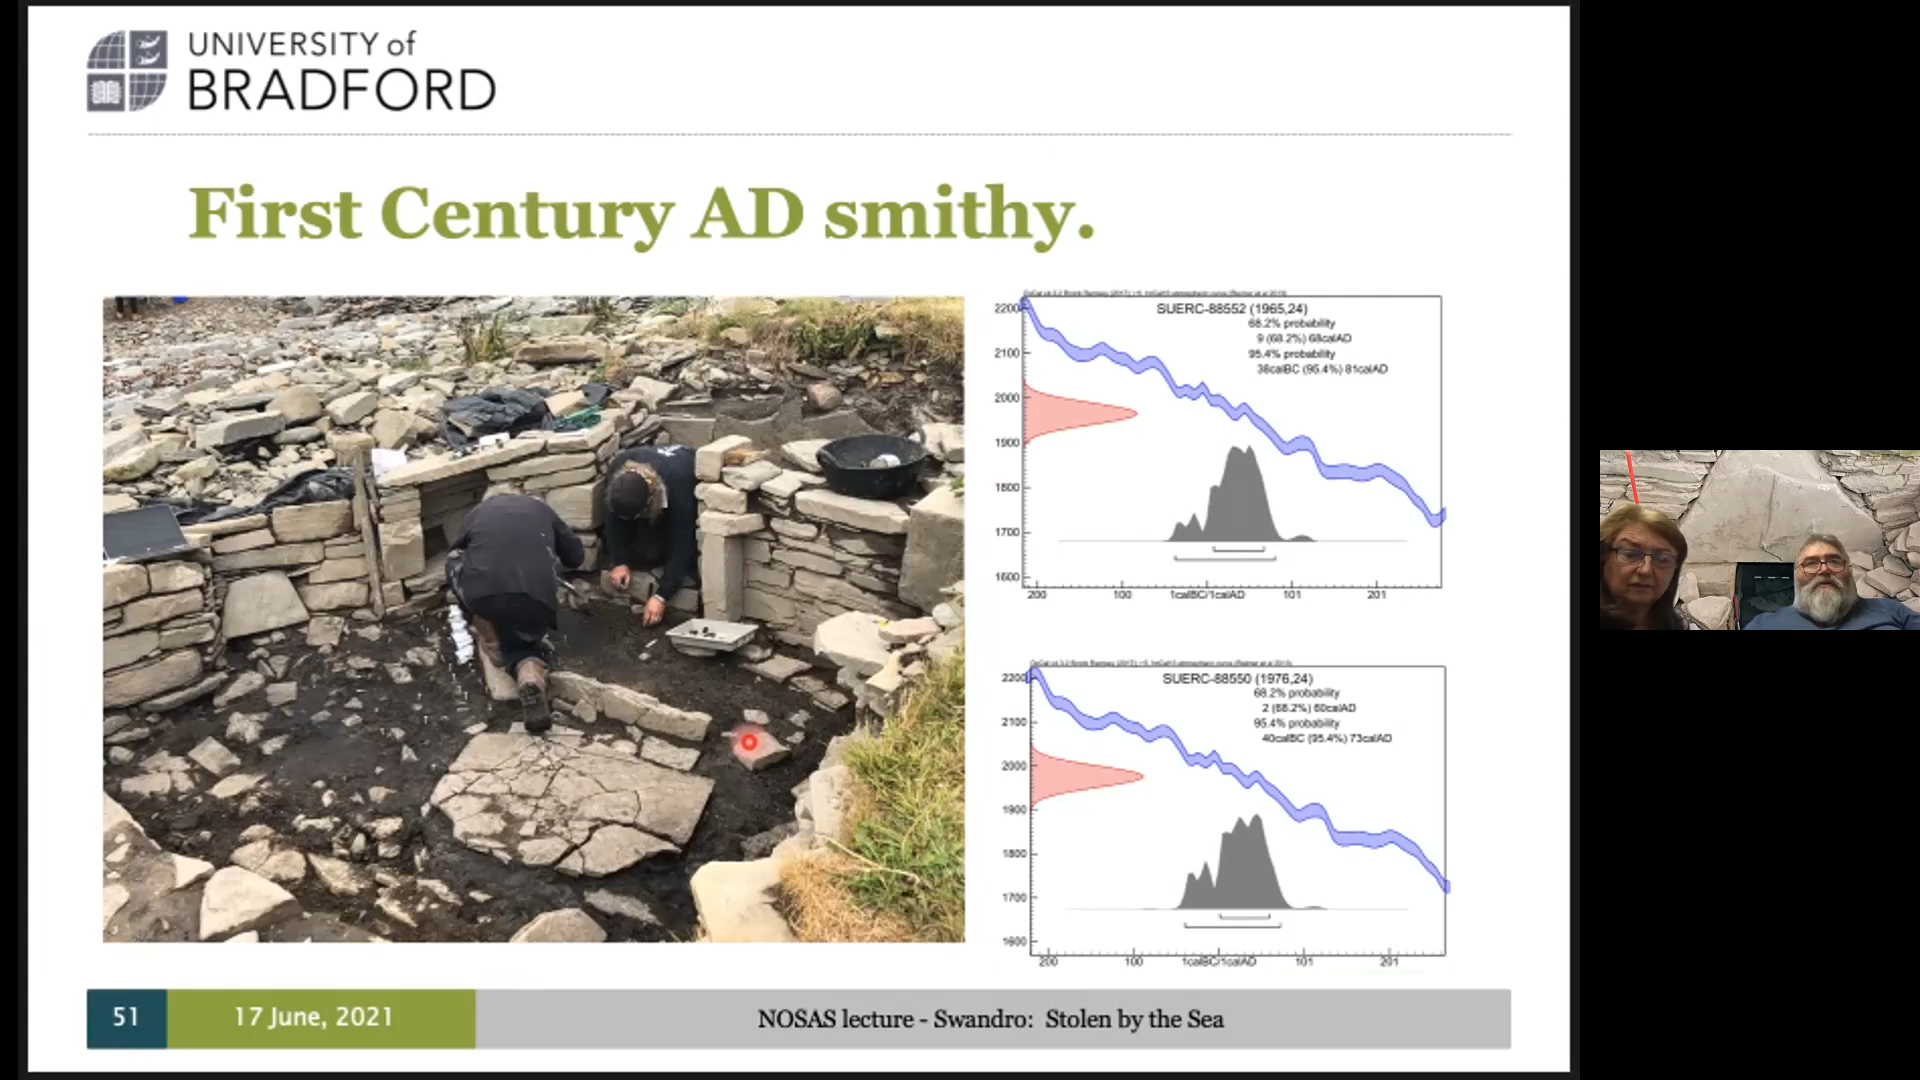 UNIVERSITY of
BRADFORD
First Century AD smithy.
SUERC-88552 (1965,24)
68.2% probability
9 (68.2%) 68calAD
95.4% probability
38calBC (95.4%) 81calAD
2200
2100
2000
1900
1800
1700
1600
200 100 1calBC/1calAD 101 201
SUERC-88550 (1976,24)
68.2% probability
2 (68.2%) 60calAD
95.4% probability
40calBC (95.4%) 73calAD
2200
2100
2000
1900
1800
1700
1600
200 100 1calBC/1calAD 101 201
51 17 June, 2021 NOSAS lecture - Swandro: Stolen by the Sea